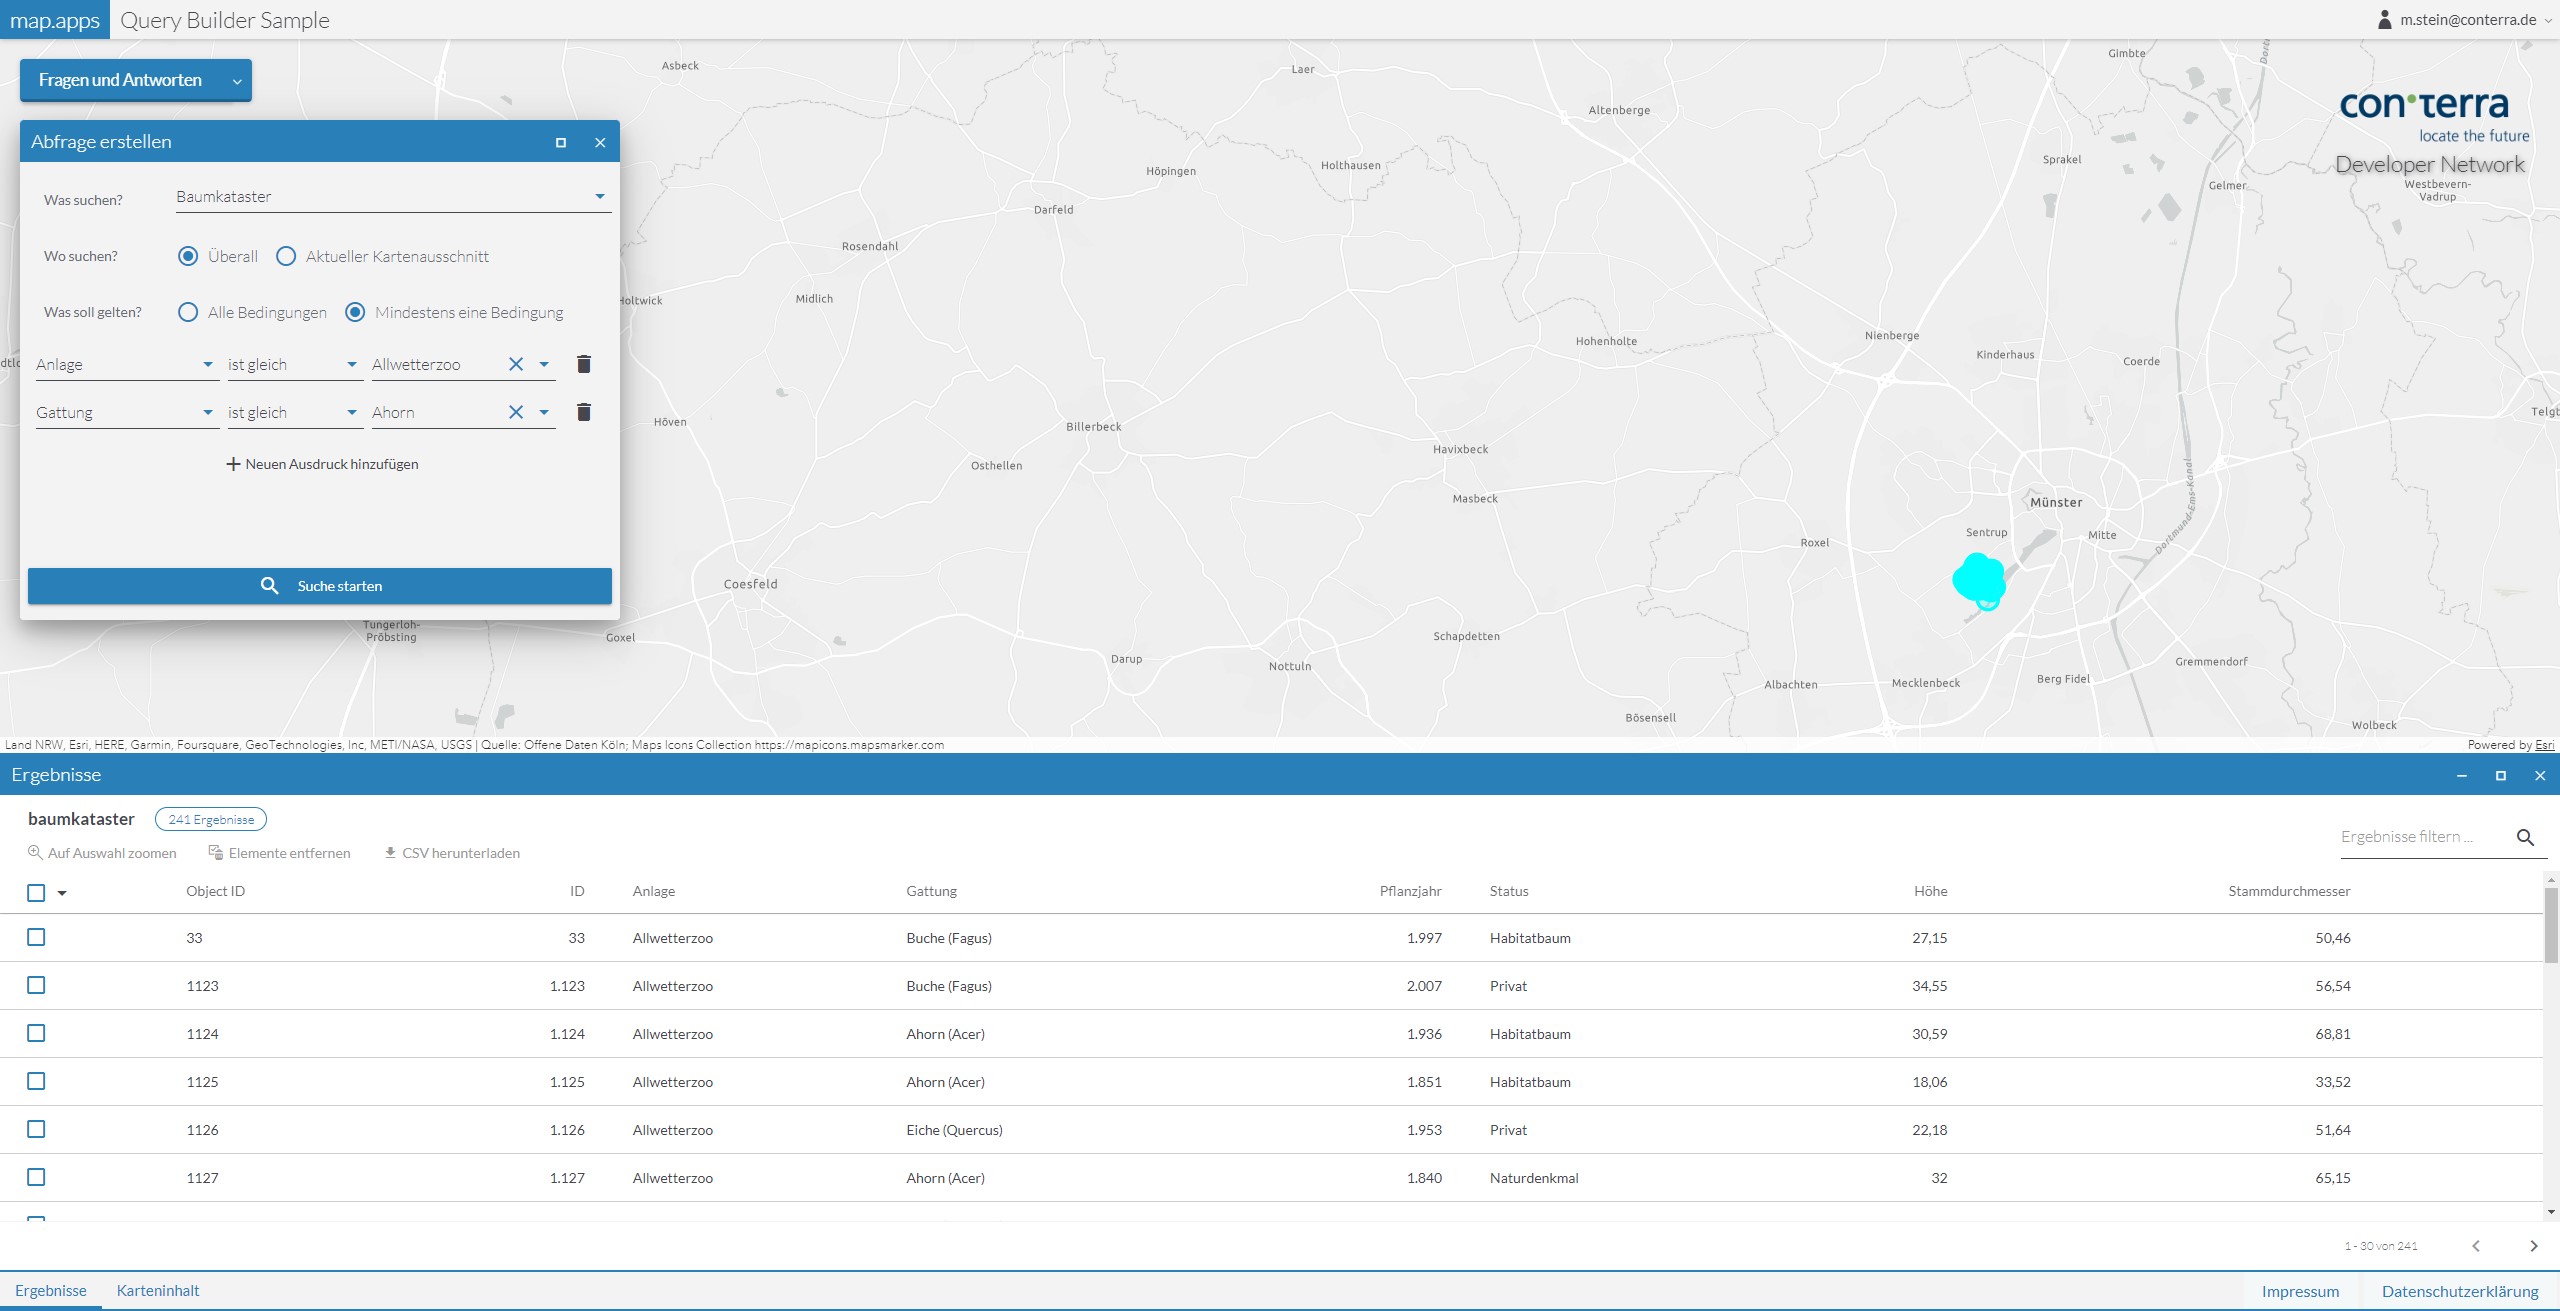 map.apps Query Builder Sample
m.stein@conterra.de
Fragen und Antworten
Abfrage erstellen
Was suchen? Baumkataster
Wo suchen? Überall Aktueller Kartenausschnitt
Was soll gelten? Alle Bedingungen Mindestens eine Bedingung
Anlage ist gleich Allwetterzoo
Gattung ist gleich Ahorn
Neuen Ausdruck hinzufügen
Suche starten
con terra
locate the future
Developer Network
Gimbte
Asbeck
Laer
Altenberge
Sprakel
Holthausen
Höpingen
Gelmer
Westbevern-
Vadrup
Darfeld
Rosendahl
Holtwick
Midlich
Nienberge
Hohenholte
Kinderhaus
Coerde
Höven
Billerbeck
Telgt
Havixbeck
Osthellen
Masbeck
Münster
Dortmund-Ems-Kanal
Sentrup
Mitte
Roxel
Coesfeld
Tungerloh-
Pröbsting
Goxel
Schapdetten
Darup
Nottuln
Gremmendorf
Berg Fidel
Mecklenbeck
Albachten
Bösensell
Wolbeck
Land NRW, Esri, HERE, Garmin, Foursquare, GeoTechnologies, Inc, METI/NASA, USGS | Quelle: Offene Daten Köln; Maps Icons Collection https://mapicons.mapsmarker.com
Powered by Esri
Ergebnisse
baumkataster 241 Ergebnisse
Ergebnisse filtern ...
Auf Auswahl zoomen Elemente entfernen CSV herunterladen
Object ID ID Anlage Gattung Pflanzjahr Status Höhe Stammdurchmesser
33 33 Allwetterzoo Buche (Fagus) 1.997 Habitatbaum 27,15 50,46
1123 1.123 Allwetterzoo Buche (Fagus) 2.007 Privat 34,55 56,54
1124 1.124 Allwetterzoo Ahorn (Acer) 1.936 Habitatbaum 30,59 68,81
1125 1.125 Allwetterzoo Ahorn (Acer) 1.851 Habitatbaum 18,06 33,52
1126 1.126 Allwetterzoo Eiche (Quercus) 1.953 Privat 22,18 51,64
1127 1.127 Allwetterzoo Ahorn (Acer) 1.840 Naturdenkmal 32 65,15
1 - 30 von 241
Ergebnisse Karteninhalt
Impressum Datenschutzerklärung